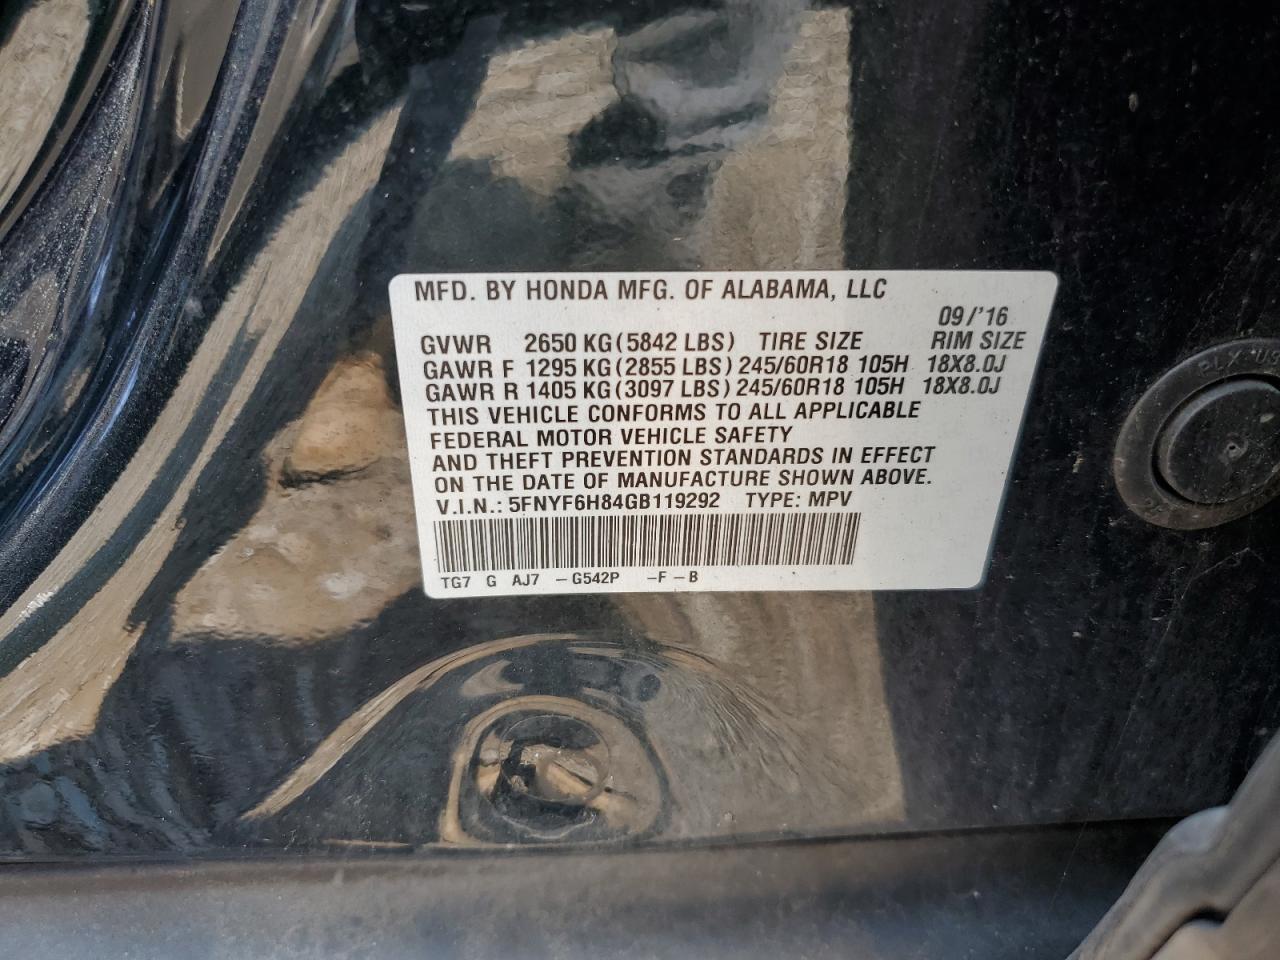 MFD. BY HONDA MFG. OF ALABAMA, LLC
09/'16
GVWR 2650 KG(5842 LBS) TIRE SIZE RIM SIZE
GAWR F 1295 KG(2855 LBS) 245/60R18 105H 18X8.0J
GAWR R 1405 KG(3097 LBS) 245/60R18 105H 18X8.0J
THIS VEHICLE CONFORMS TO ALL APPLICABLE
FEDERAL MOTOR VEHICLE SAFETY
AND THEFT PREVENTION STANDARDS IN EFFECT
ON THE DATE OF MANUFACTURE SHOWN ABOVE.
V.I.N.: 5FNYF6H84GB119292 TYPE: MPV
TG7 G AJ7 -G542P -F -B